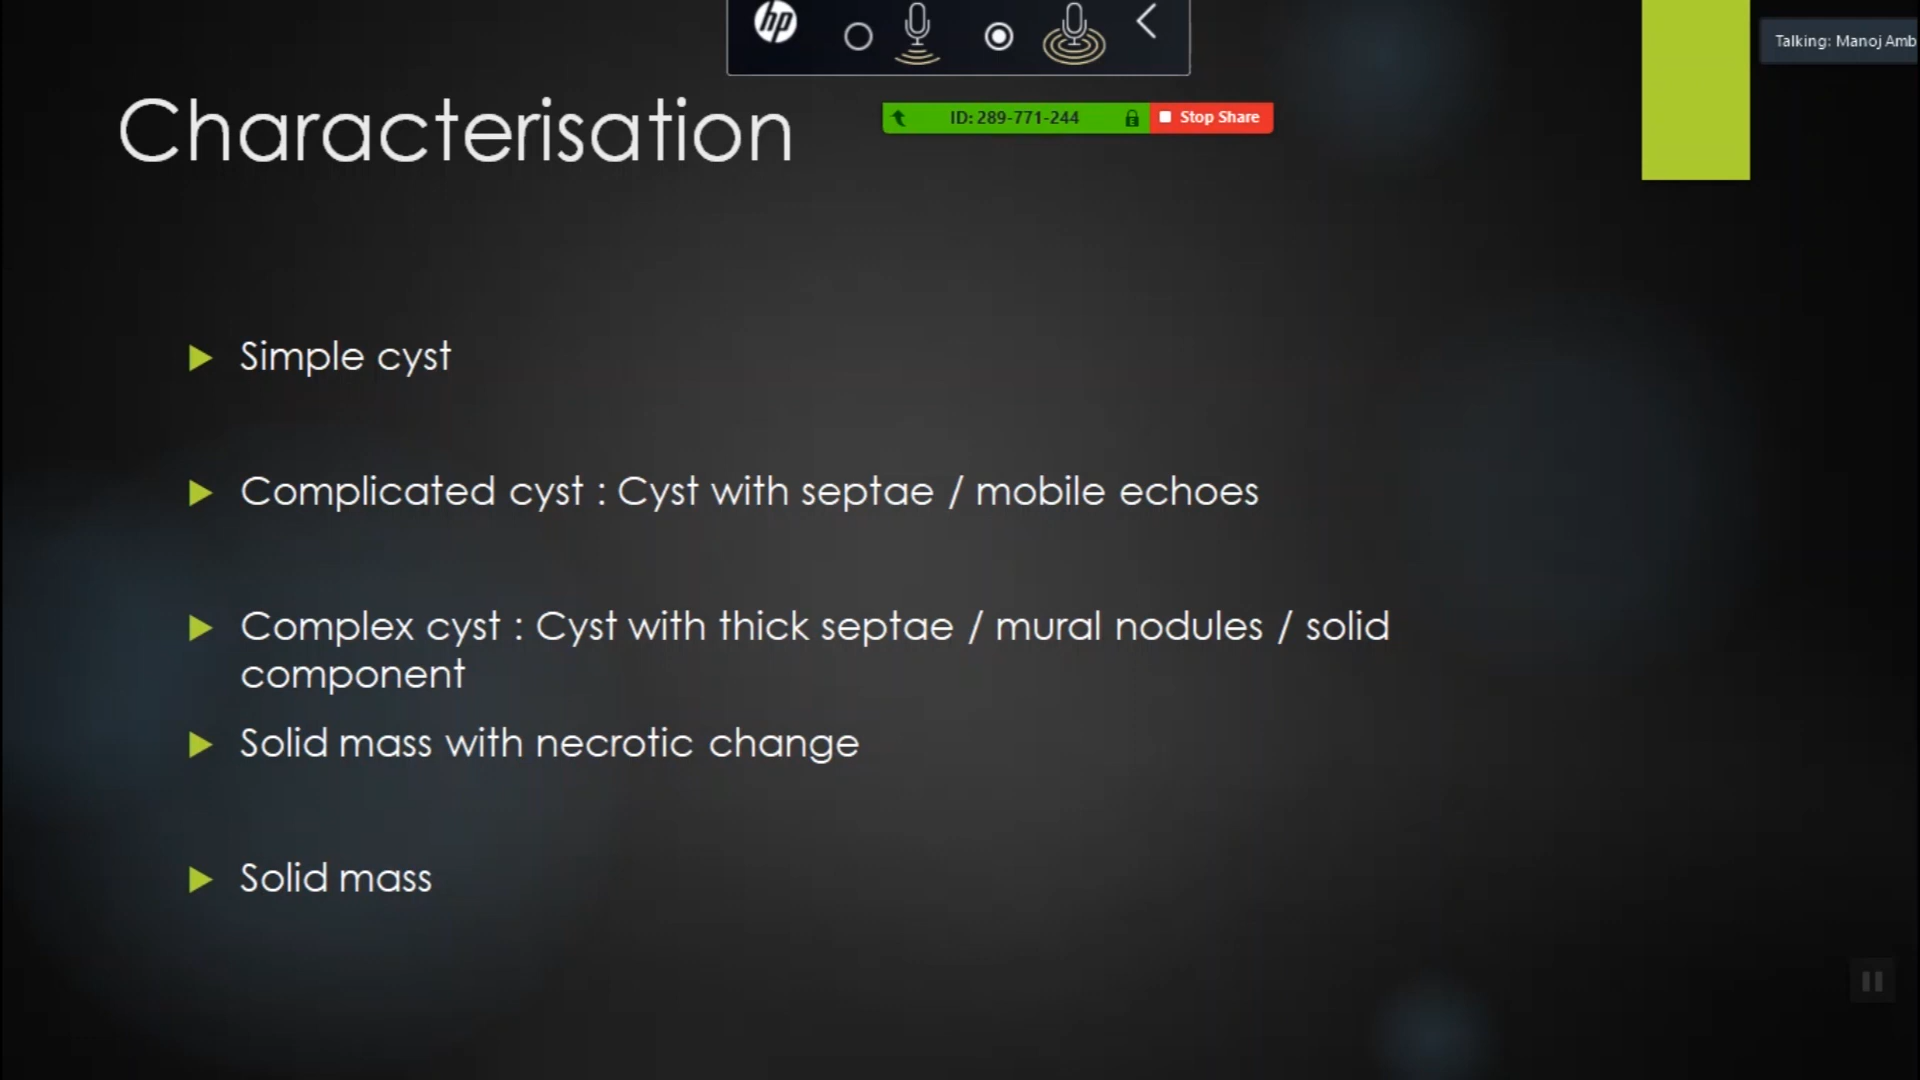 hp
Talking: Manoj Amb
ID: 289-771-244
Stop Share
Characterisation
Simple cyst
Complicated cyst : Cyst with septae / mobile echoes
Complex cyst : Cyst with thick septae / mural nodules / solid
component
Solid mass with necrotic change
Solid mass